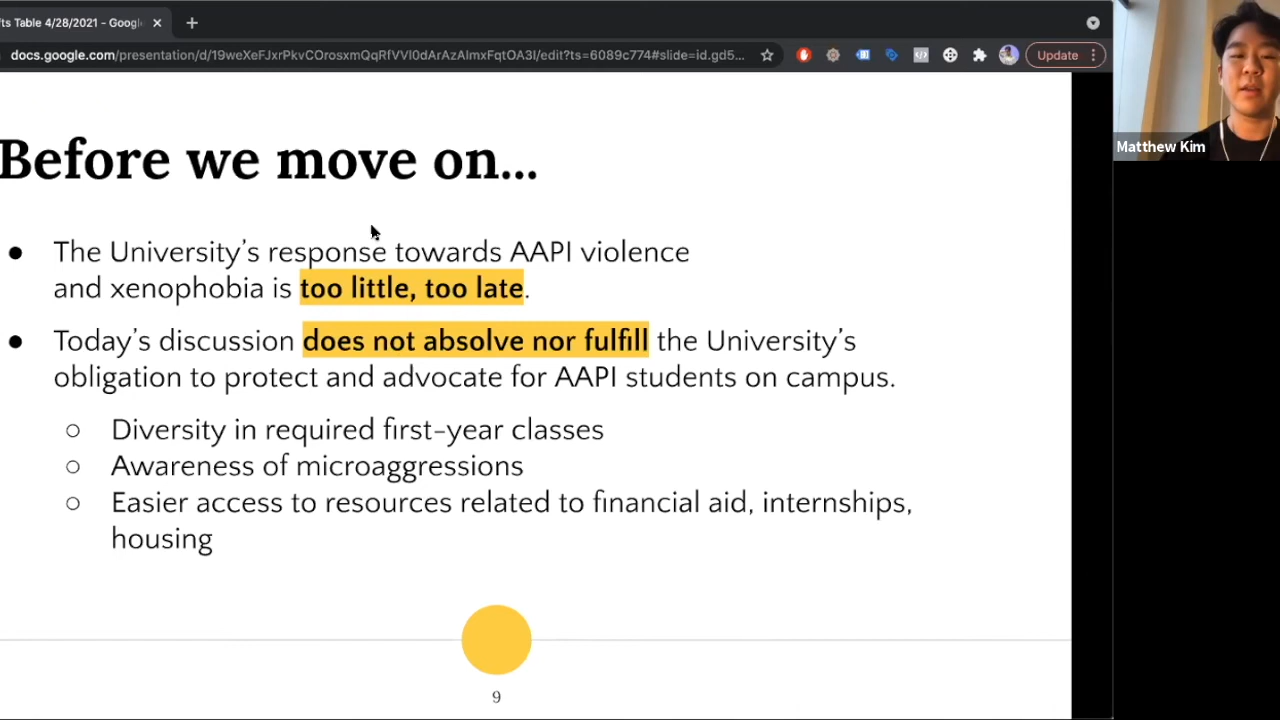 fts Table 4/28/2021 - Googl
docs.google.com/presentation/d/19weXeFJxrPkvCOrosxmQqRfVVI0dArAzAlmxFqtOA3I/edit?ts=6089c774#slide=id.gd5...
Update
Matthew Kim
Before we move on...
● The University's response towards AAPI violence
and xenophobia is too little, too late.
● Today's discussion does not absolve nor fulfill the University's
obligation to protect and advocate for AAPI students on campus.
○ Diversity in required first-year classes
○ Awareness of microaggressions
○ Easier access to resources related to financial aid, internships,
housing
9